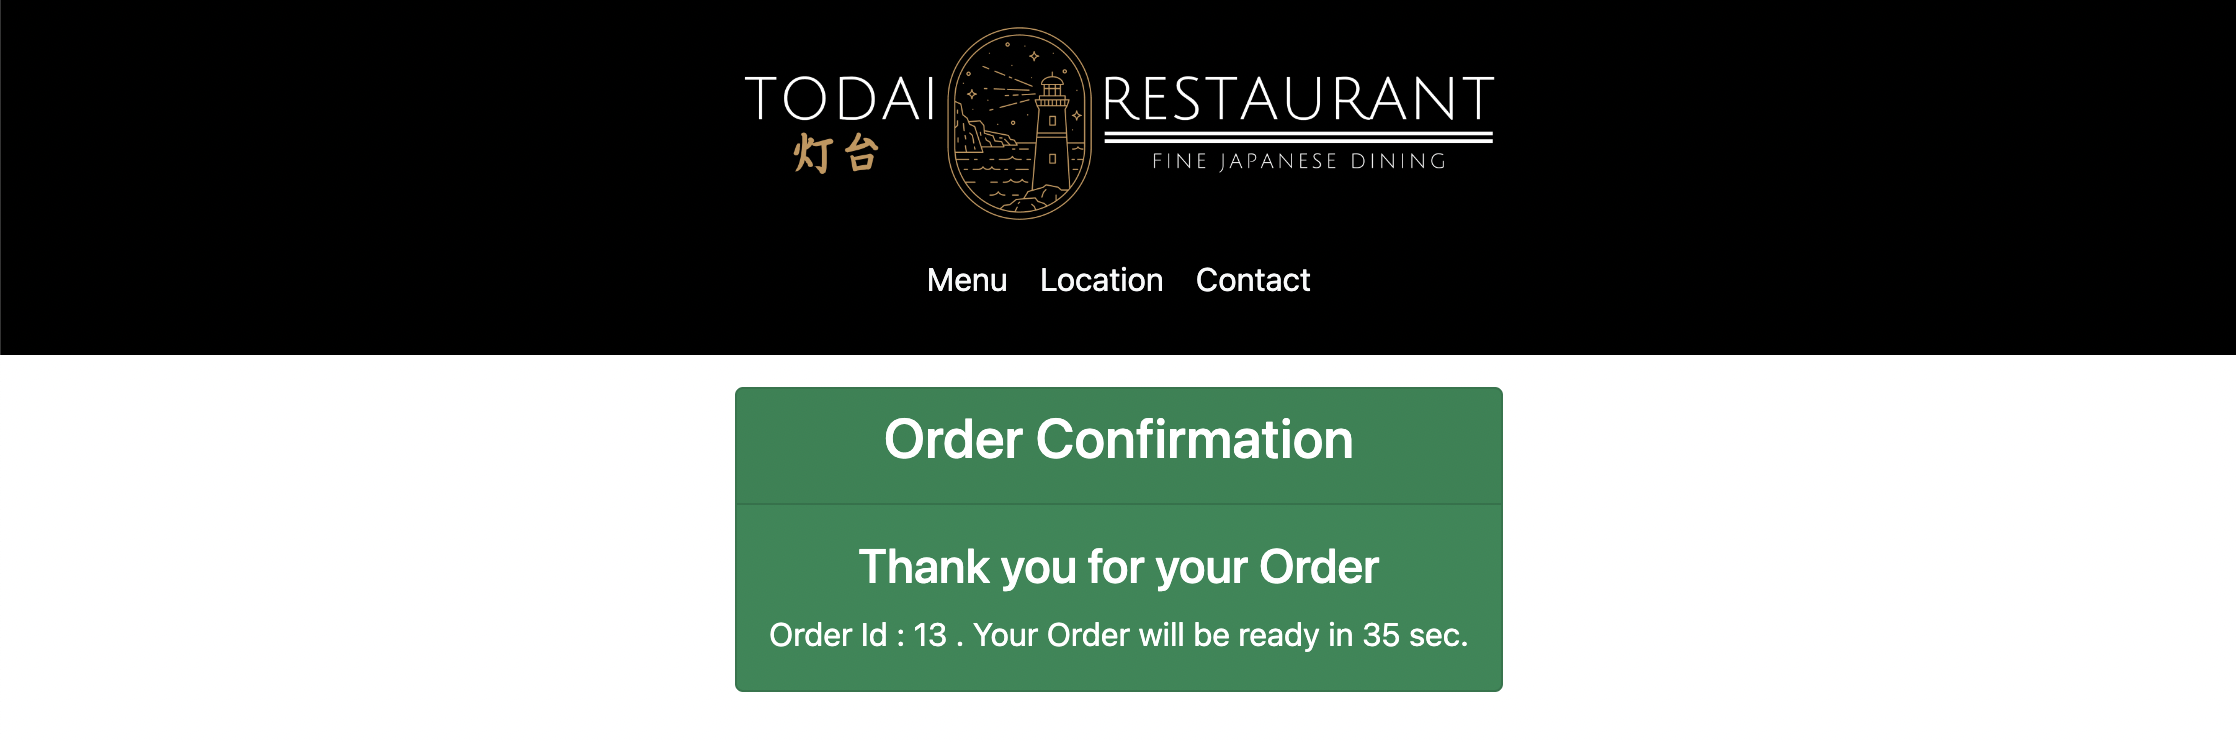 TODAI RESTAURANT
灯台
FINE JAPANESE DINING
Menu Location Contact
Order Confirmation
Thank you for your Order
Order Id : 13 . Your Order will be ready in 35 sec.